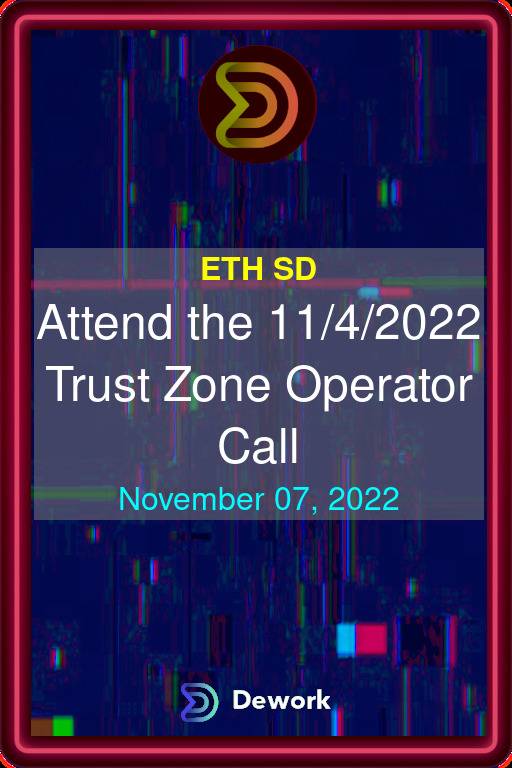 ETH SD
Attend the 11/4/2022
Trust Zone Operator
Call
November 07, 2022
Dework